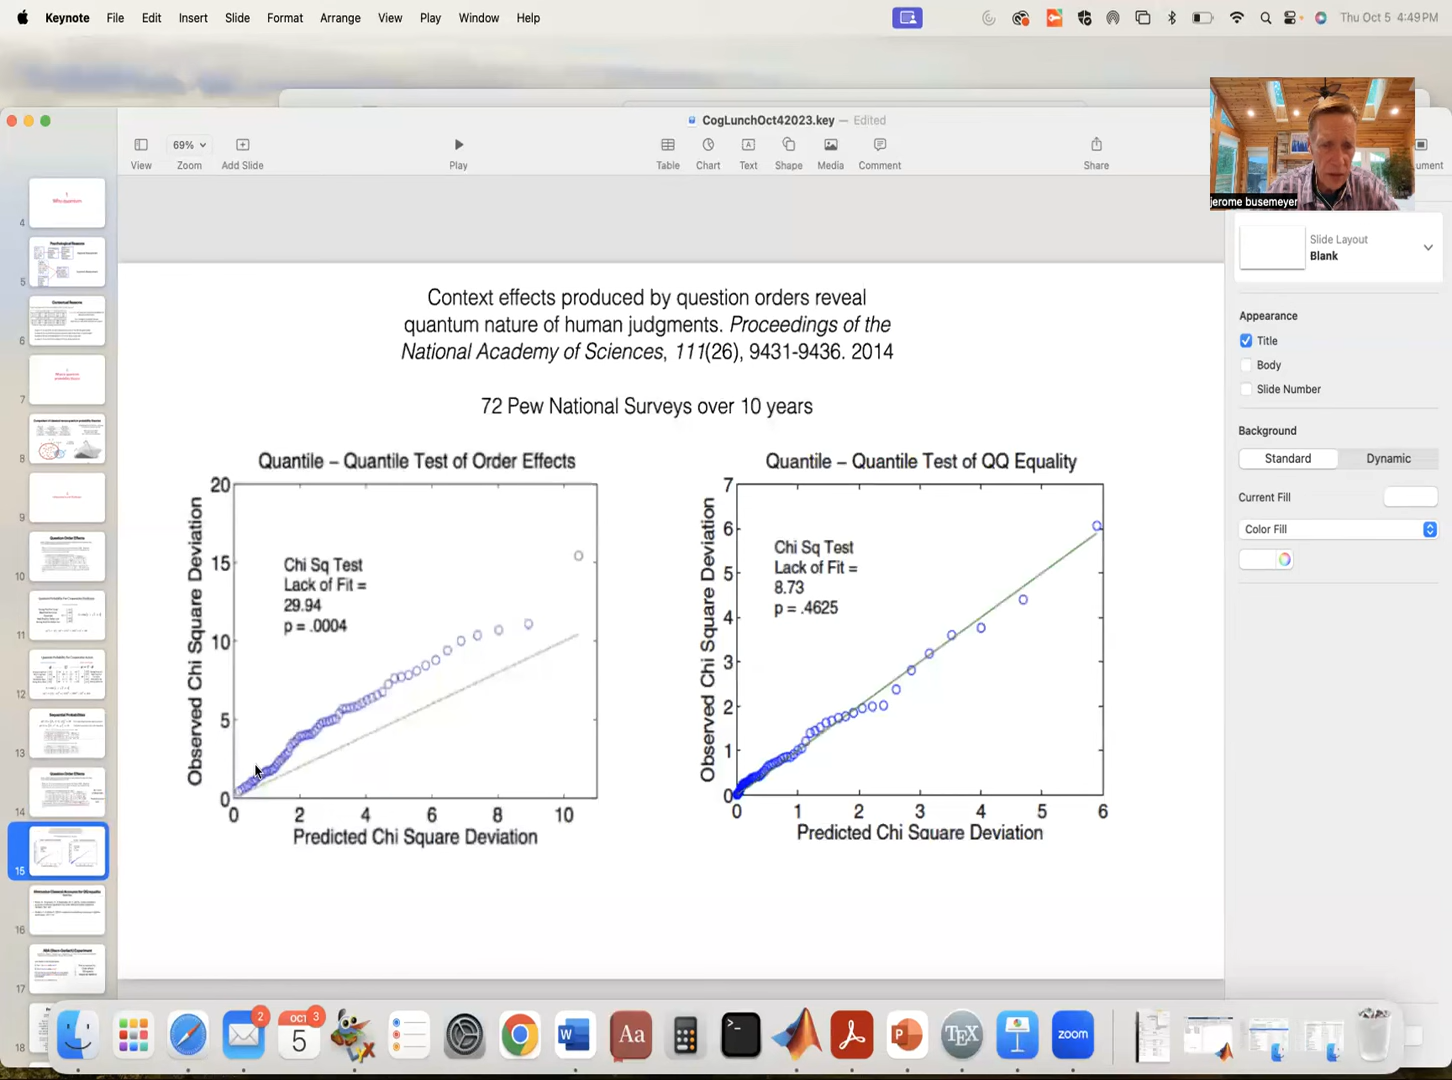 Keynote File Edit Insert Slide Format Arrange View Play Window Help Thu Oct 5 4:49 PM
CogLunchOct42023.key — Edited
69%
View Zoom Add Slide Play Table Chart Text Shape Media Comment Share
jerome busemeyer
4
5
6
7
8
9
10
11
12
13
14
15
16
17
18
Context effects produced by question orders reveal
quantum nature of human judgments. Proceedings of the
National Academy of Sciences, 111(26), 9431-9436. 2014
72 Pew National Surveys over 10 years
Quantile – Quantile Test of Order Effects
Observed Chi Square Deviation
20
15
10
5
0
Chi Sq Test
Lack of Fit =
29.94
p = .0004
0 2 4 6 8 10
Predicted Chi Square Deviation
Quantile – Quantile Test of QQ Equality
Observed Chi Square Deviation
7
6
5
4
3
2
1
0
Chi Sq Test
Lack of Fit =
8.73
p = .4625
0 1 2 3 4 5 6
Predicted Chi Square Deviation
Slide Layout
Blank
Appearance
Title
Body
Slide Number
Background
Standard Dynamic
Current Fill
Color Fill
2
OCT 3
5
Aa
TEX
zoom